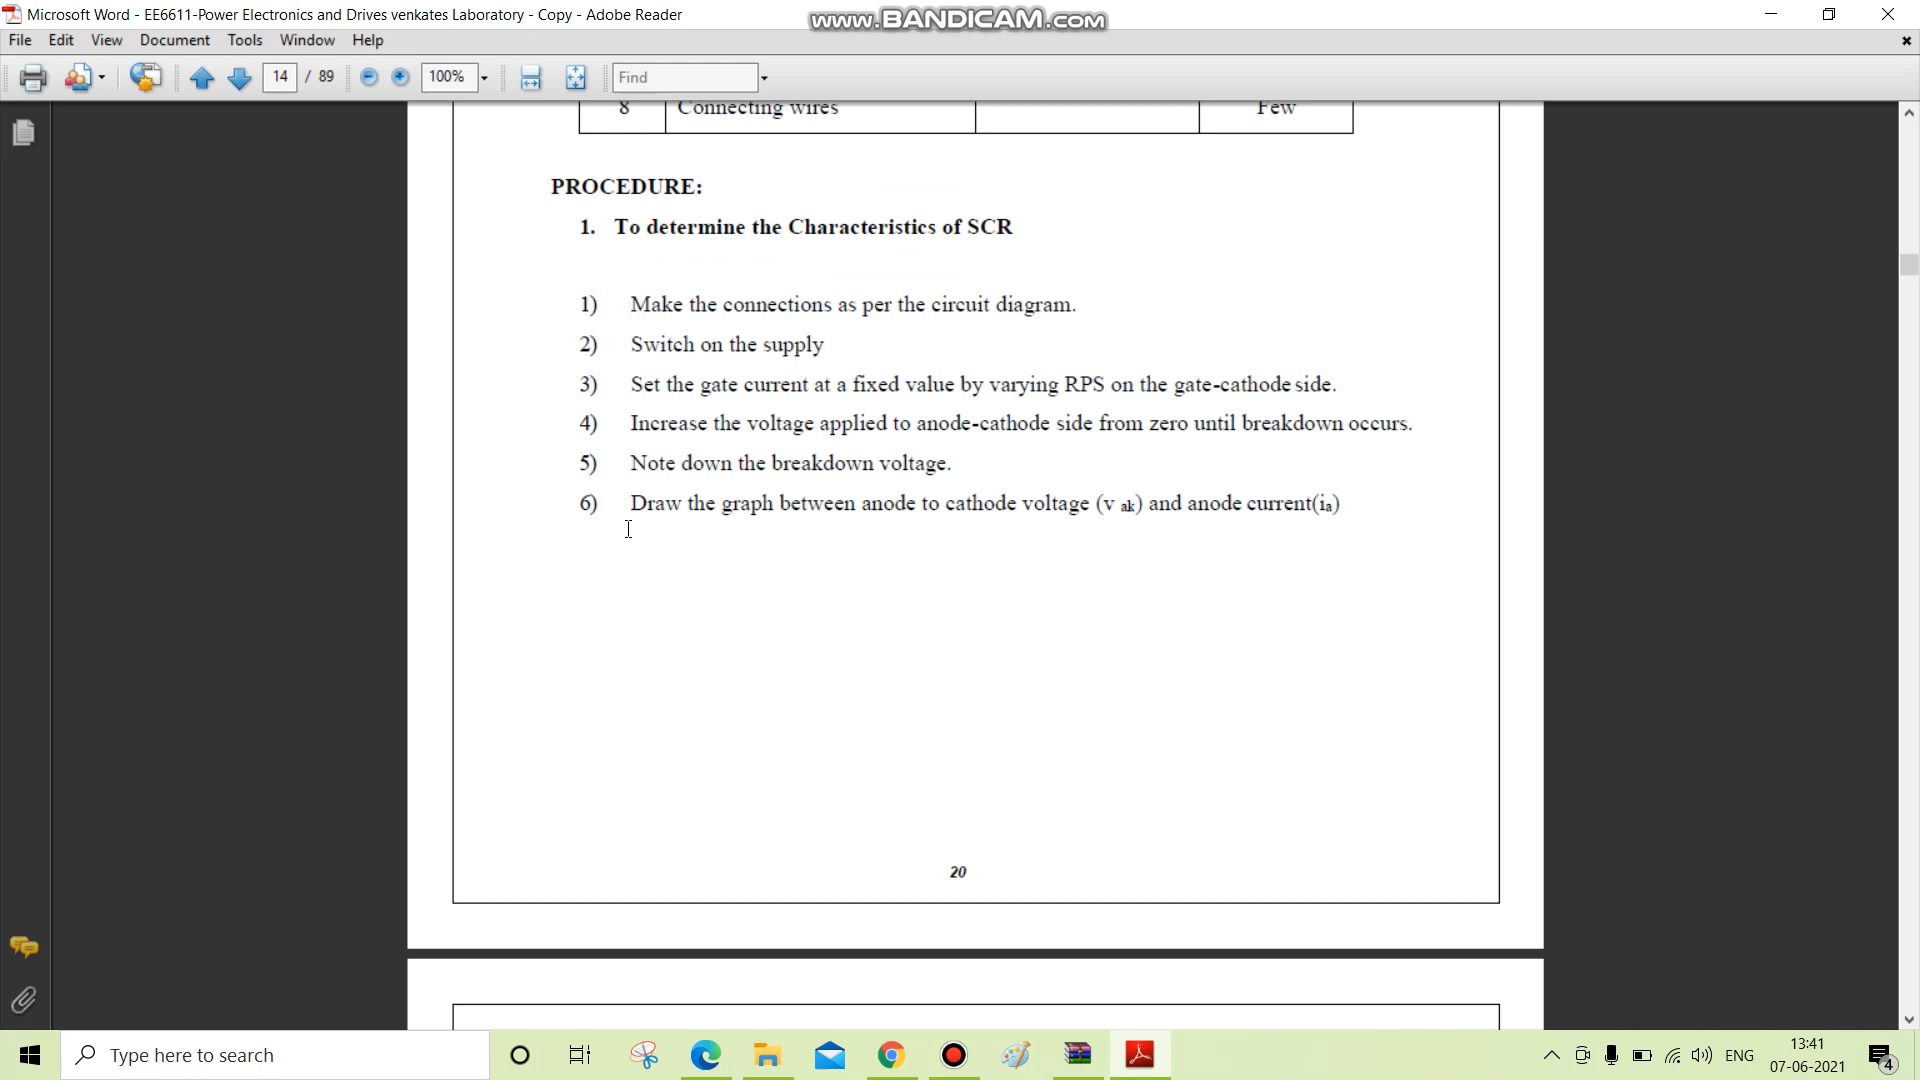 Microsoft Word - EE6611-Power Electronics and Drives venkates Laboratory - Copy - Adobe Reader
www.BANDICAM.com
File Edit View Document Tools Window Help
14 / 89 100% Find
8 Connecting wires Few
PROCEDURE:
1. To determine the Characteristics of SCR
1) Make the connections as per the circuit diagram.
2) Switch on the supply
3) Set the gate current at a fixed value by varying RPS on the gate-cathode side.
4) Increase the voltage applied to anode-cathode side from zero until breakdown occurs.
5) Note down the breakdown voltage.
6) Draw the graph between anode to cathode voltage (v ak) and anode current(ia)
20
Type here to search
ENG
13:41
07-06-2021
4